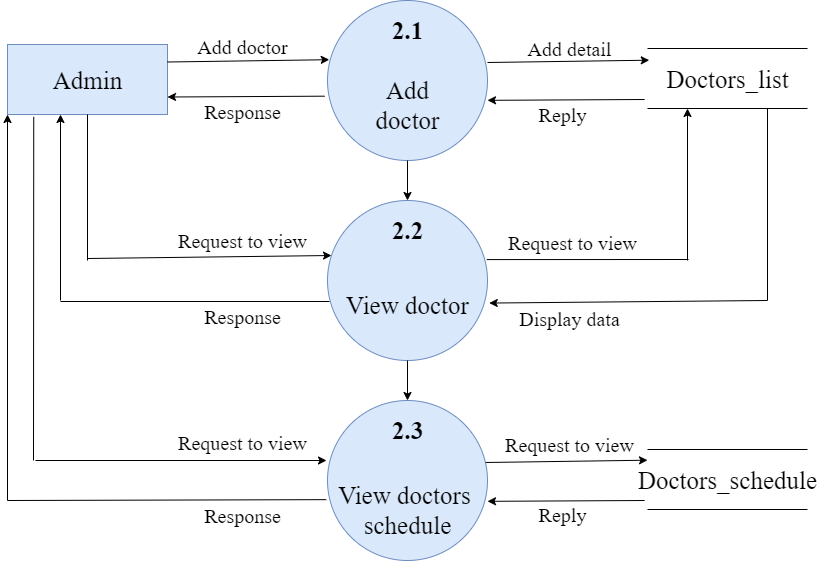 2.1
Add doctor
Add detail
Admin
Add
doctor
Doctors_list
Response
Reply
2.2
Request to view
Request to view
View doctor
Response
Display data
2.3
Request to view
Request to view
View doctors
schedule
Doctors_schedule
Response
Reply